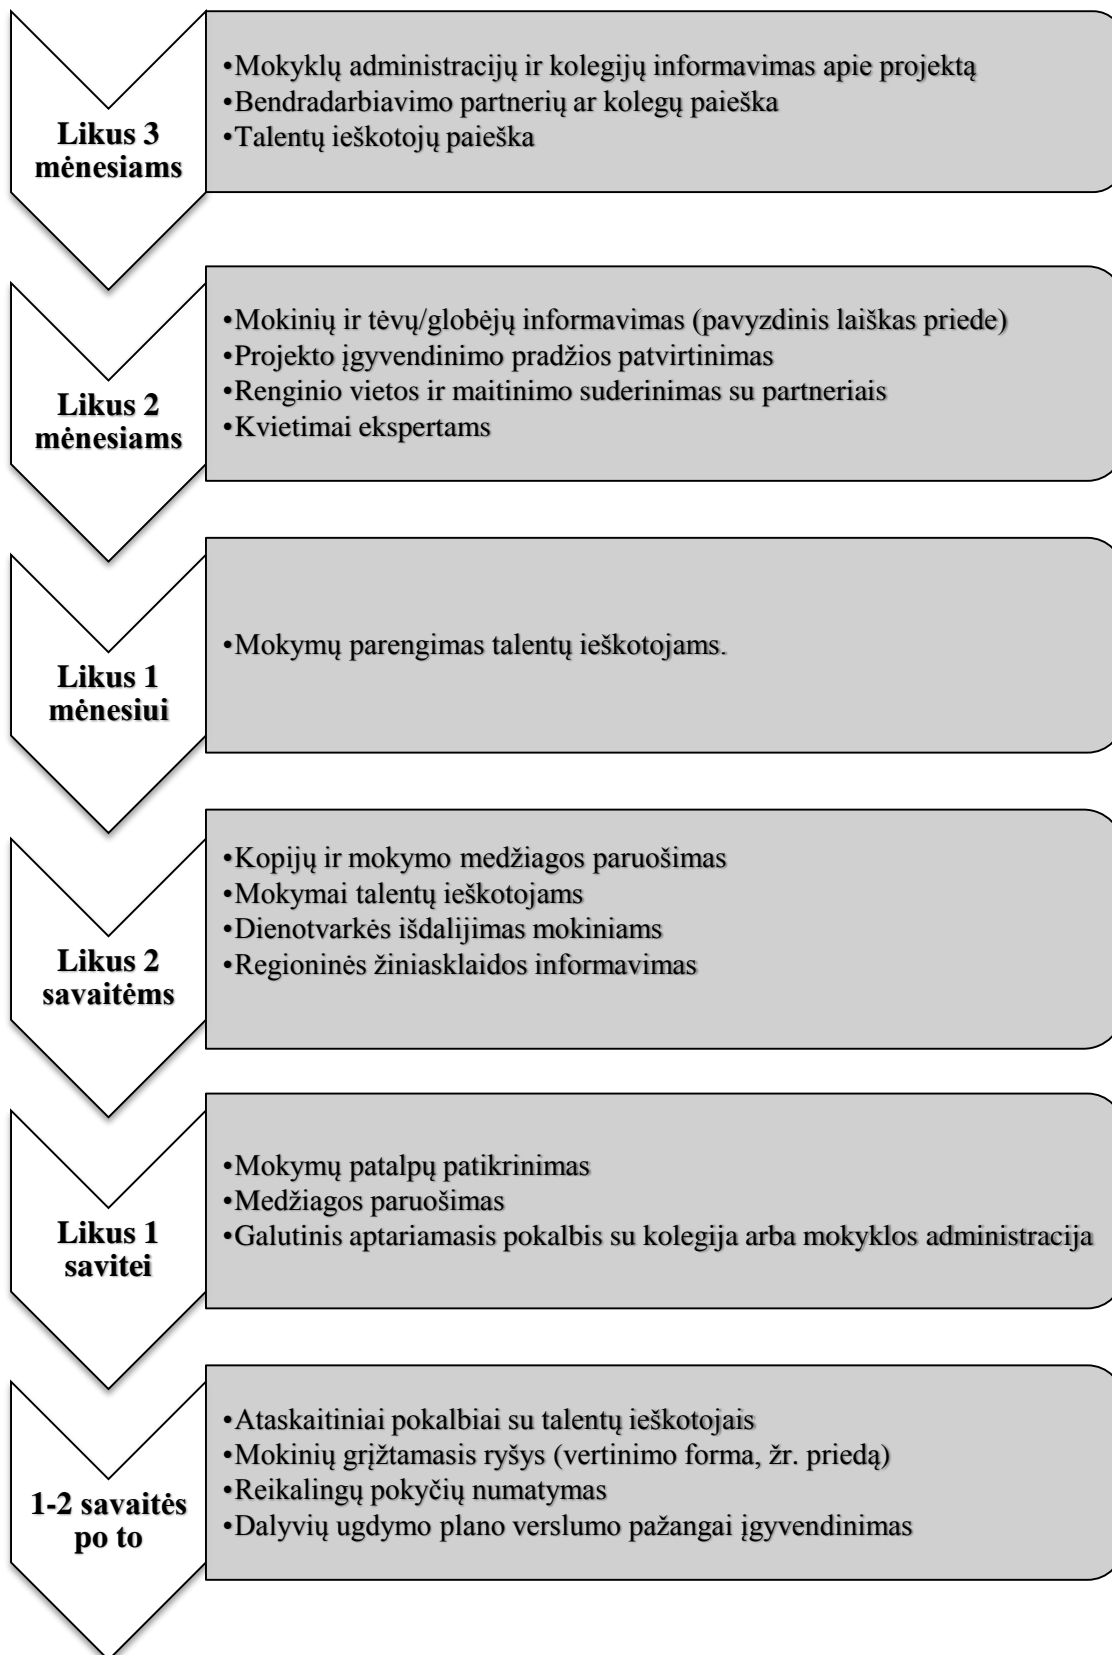 Likus 3
mėnesiams
•Mokyklų administracijų ir kolegijų informavimas apie projektą
•Bendradarbiavimo partnerių ar kolegų paieška
•Talentų ieškotojų paieška
Likus 2
mėnesiams
•Mokinių ir tėvų/globėjų informavimas (pavyzdinis laiškas priede)
•Projekto įgyvendinimo pradžios patvirtinimas
•Renginio vietos ir maitinimo suderinimas su partneriais
•Kvietimai ekspertams
Likus 1
mėnesiui
•Mokymų parengimas talentų ieškotojams.
Likus 2
savaitėms
•Kopijų ir mokymo medžiagos paruošimas
•Mokymai talentų ieškotojams
•Dienotvarkės išdalijimas mokiniams
•Regioninės žiniasklaidos informavimas
Likus 1
savitei
•Mokymų patalpų patikrinimas
•Medžiagos paruošimas
•Galutinis aptariamasis pokalbis su kolegija arba mokyklos administracija
1-2 savaitės
po to
•Ataskaitiniai pokalbiai su talentų ieškotojais
•Mokinių grįžtamasis ryšys (vertinimo forma, žr. priedą)
•Reikalingų pokyčių numatymas
•Dalyvių ugdymo plano verslumo pažangai įgyvendinimas